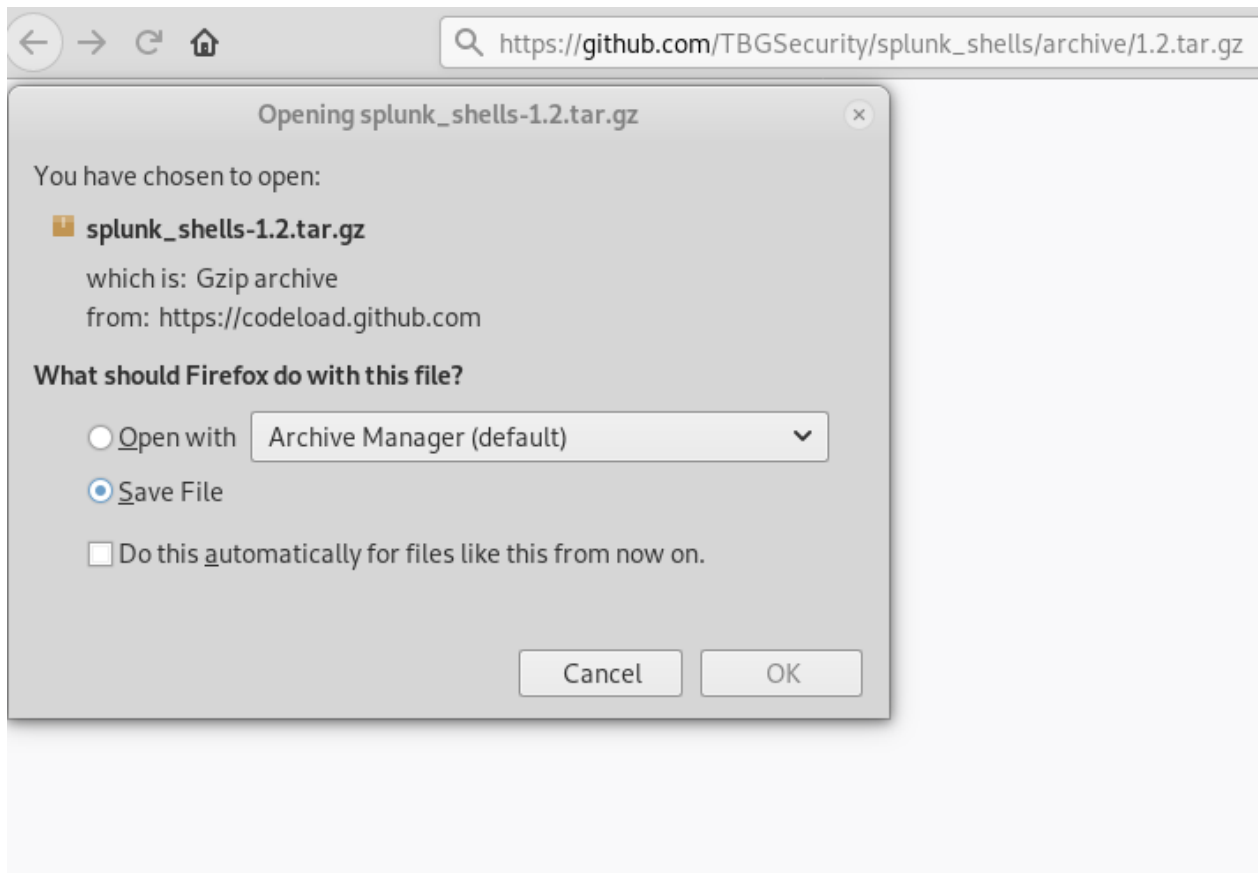 https://github.com/TBGSecurity/splunk_shells/archive/1.2.tar.gz
Opening splunk_shells-1.2.tar.gz
You have chosen to open:
splunk_shells-1.2.tar.gz
which is: Gzip archive
from: https://codeload.github.com
What should Firefox do with this file?
Open with Archive Manager (default)
Save File
Do this automatically for files like this from now on.
Cancel OK